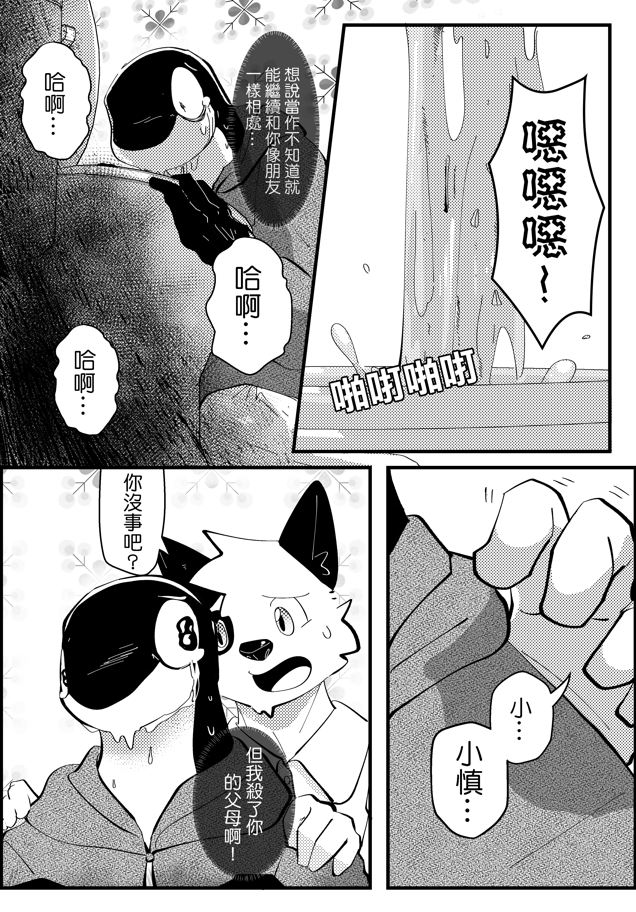 噁噁噁~
啪啪啪啪
想說當作不知道就
能繼續和你像朋友
一樣相處…
哈啊…
哈啊…
哈啊…
小…
小慎…
你沒事吧？
但我殺了你
的父母啊！